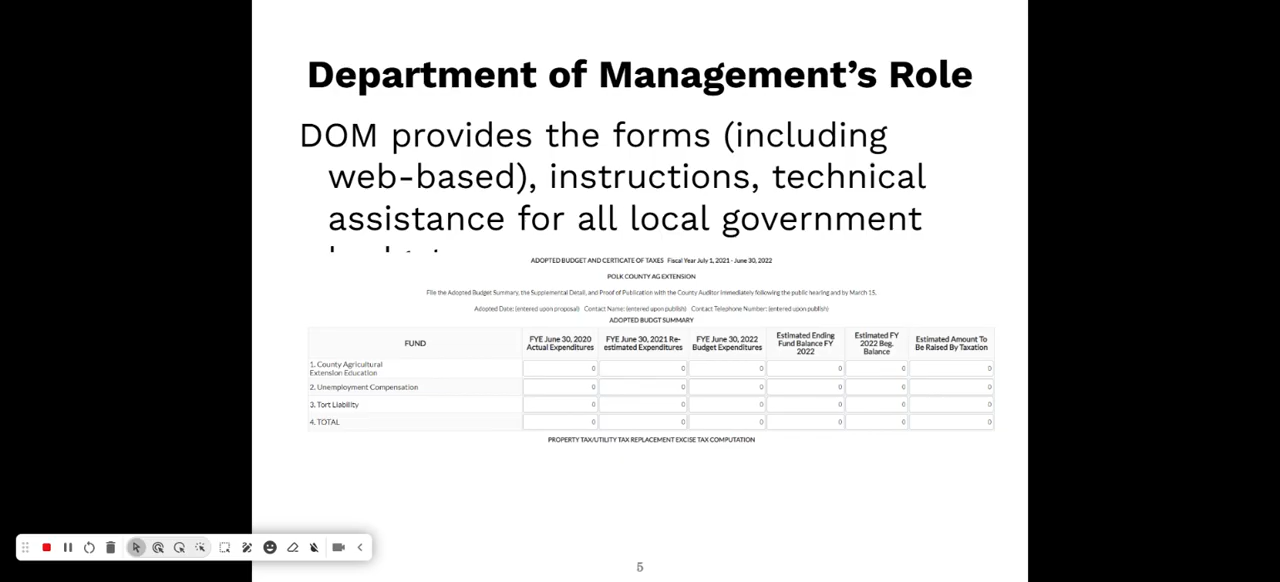 Department of Management's Role
DOM provides the forms (including
web-based), instructions, technical
assistance for all local government
ADOPTED BUDGET AND CERTICATE OF TAXES Fiscal Year July 1, 2021 - June 30, 2022
POLK COUNTY AG EXTENSION
File the Adopted Budget Summary, the Supplemental Detail, and Proof of Publication with the County Auditor immediately following the public hearing and by March 15.
Adopted Date: (entered upon proposal) Contact Name: (entered upon publish) Contact Telephone Number: (entered upon publish)
ADOPTED BUDGT SUMMARY
FUND FYE June 30, 2020 Actual Expenditures FYE June 30, 2021 Re-estimated Expenditures FYE June 30, 2022 Budget Expenditures Estimated Ending Fund Balance FY 2022 Estimated FY 2022 Beg. Balance Estimated Amount To Be Raised By Taxation
1. County Agricultural Extension Education 0 0 0 0 0 0
2. Unemployment Compensation 0 0 0 0 0 0
3. Tort Liability 0 0 0 0 0 0
4. TOTAL 0 0 0 0 0 0
PROPERTY TAX/UTILITY TAX REPLACEMENT EXCISE TAX COMPUTATION
5